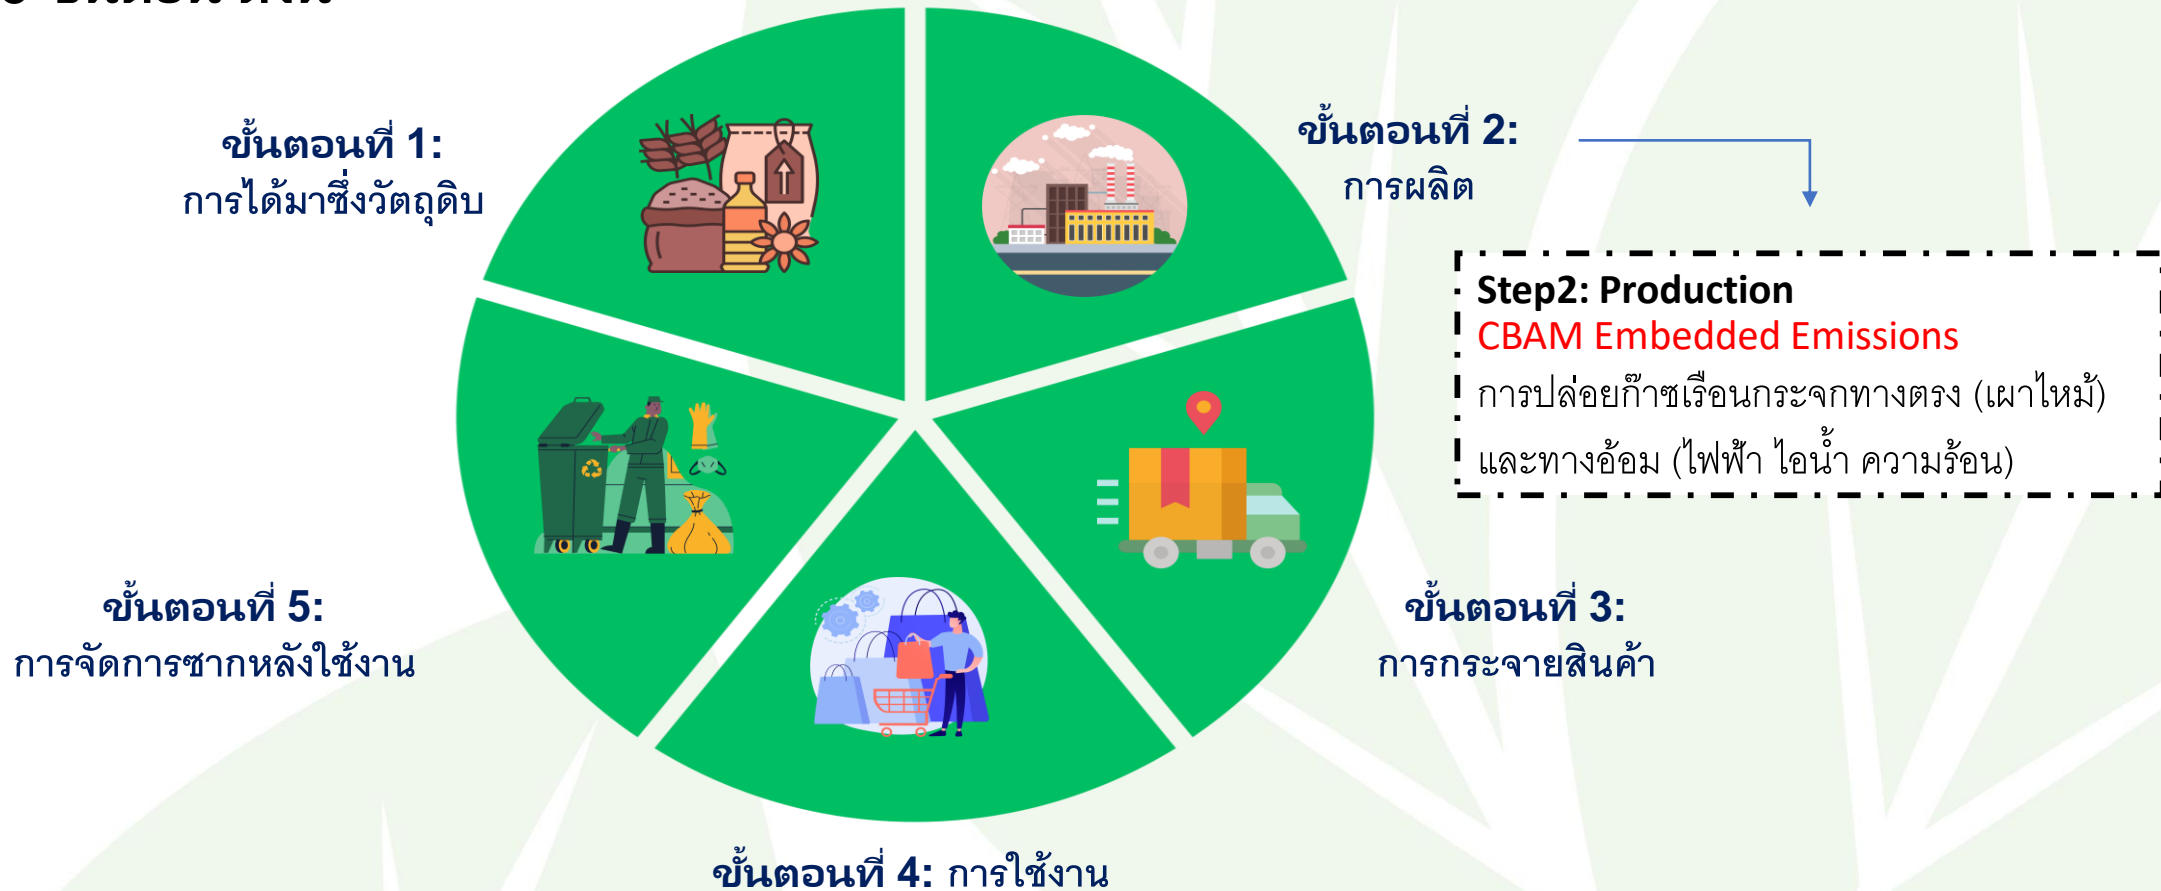 ขั้นตอนที่ 1:
การได้มาซึ่งวัตถุดิบ
ขั้นตอนที่ 2:
การผลิต
Step2: Production
CBAM Embedded Emissions
การปล่อยก๊าซเรือนกระจกทางตรง (เผาไหม้)
และทางอ้อม (ไฟฟ้า ไอน้ำ ความร้อน)
ขั้นตอนที่ 3:
การกระจายสินค้า
ขั้นตอนที่ 4: การใช้งาน
ขั้นตอนที่ 5:
การจัดการซากหลังใช้งาน